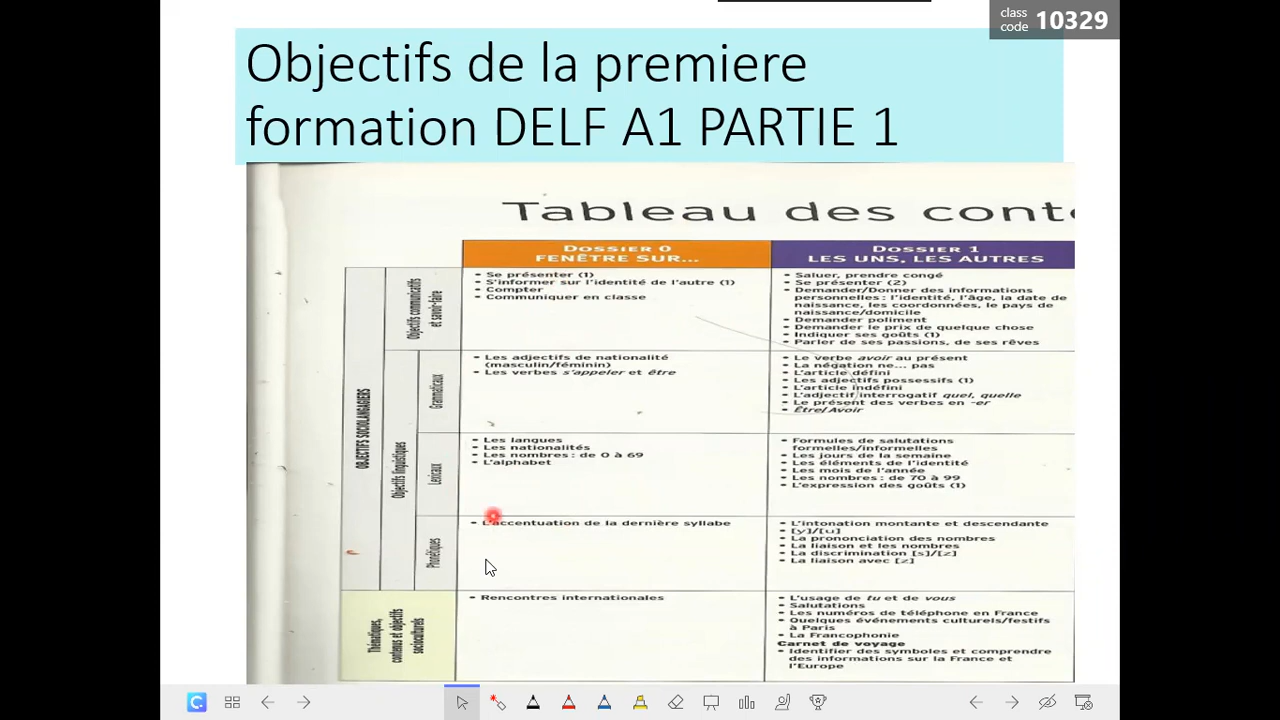 class
code 10329
Objectifs de la premiere
formation DELF A1 PARTIE 1
Tableau des cont
DOSSIER 0
FENÊTRE SUR...
DOSSIER 1
LES UNS, LES AUTRES
OBJECTIFS SOCIOLANGAGIERS
Objectifs communicatifs
et savoir-faire
• Se présenter (1)
• S'informer sur l'identité de l'autre (1)
• Compter
• Communiquer en classe
• Saluer, prendre congé
• Se présenter (2)
• Demander/Donner des informations
personnelles : l'identité, l'âge, la date de
naissance, les coordonnées, le pays de
naissance/domicile
• Demander poliment
• Demander le prix de quelque chose
• Indiquer ses goûts (1)
• Parler de ses passions, de ses rêves
Objectifs linguistiques
Grammaticaux
• Les adjectifs de nationalité
(masculin/féminin)
• Les verbes s'appeler et être
• Le verbe avoir au présent
• La négation ne... pas
• L'article défini
• Les adjectifs possessifs (1)
• L'article indéfini
• L'adjectif interrogatif quel, quelle
• Le présent des verbes en -er
• Être/Avoir
Lexicaux
• Les langues
• Les nationalités
• Les nombres : de 0 à 69
• L'alphabet
• Formules de salutations
formelles/informelles
• Les jours de la semaine
• Les éléments de l'identité
• Les mois de l'année
• Les nombres : de 70 à 99
• L'expression des goûts (1)
Phonétiques
• L'accentuation de la dernière syllabe
• L'intonation montante et descendante
• [y]/[u]
• La prononciation des nombres
• La liaison et les nombres
• La discrimination [s]/[z]
• La liaison avec [z]
Thématiques,
contenus et objectifs
socioculturels
• Rencontres internationales
• L'usage de tu et de vous
• Salutations
• Les numéros de téléphone en France
• Quelques événements culturels/festifs
à Paris
• La Francophonie
Carnet de voyage
• Identifier des symboles et comprendre
des informations sur la France et
l'Europe